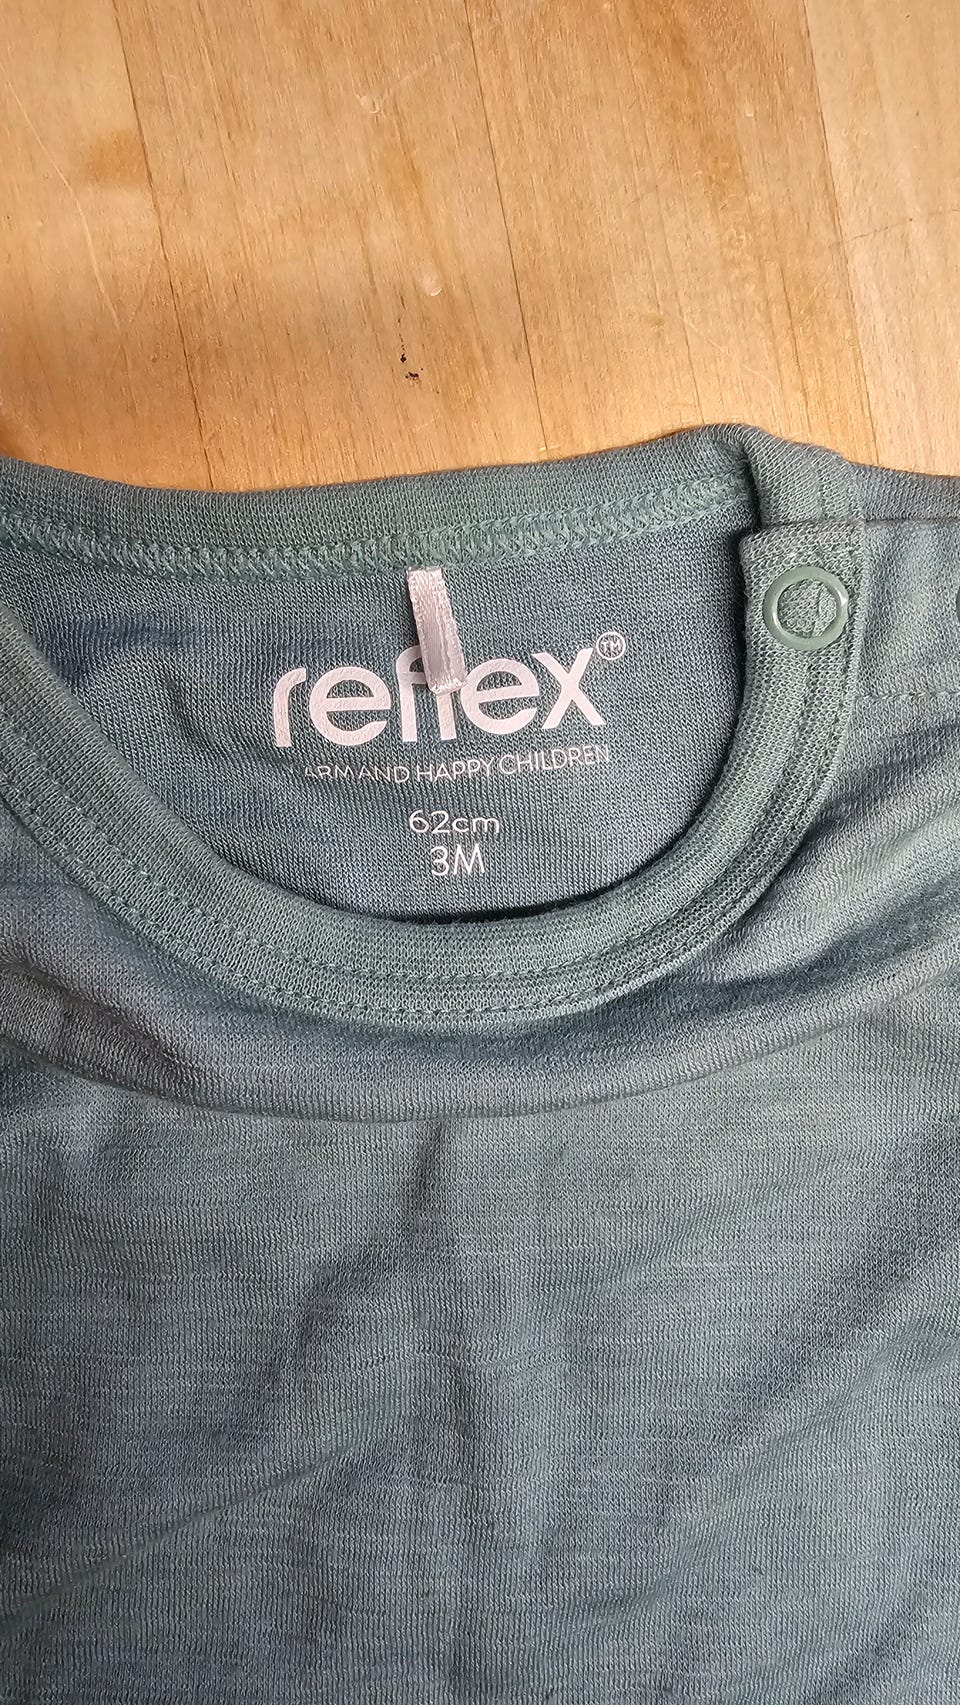 reflex™
ARM AND HAPPY CHILDREN
62cm
3M